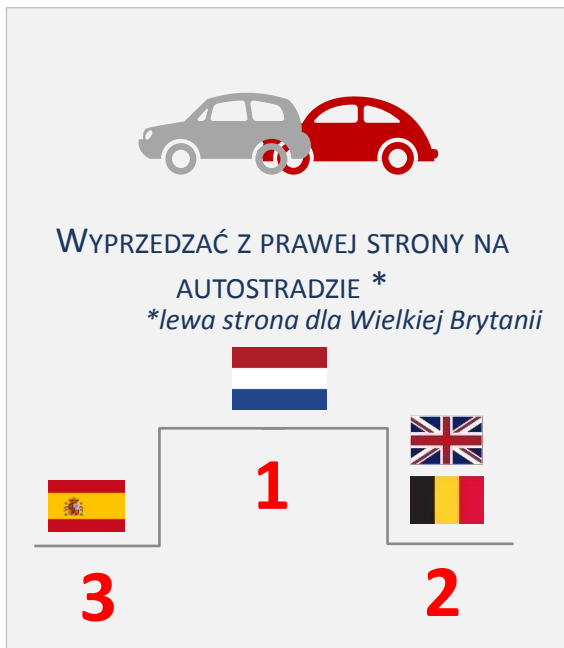 WYPRZEDZAĆ Z PRAWEJ STRONY NA
AUTOSTRADZIE *
*lewa strona dla Wielkiej Brytanii
1
3
2